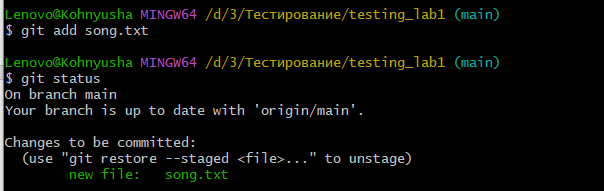 Lenovo@Kohnyusha MINGW64 /d/3/Тестирование/testing_lab1 (main)
$ git add song.txt
Lenovo@Kohnyusha MINGW64 /d/3/Тестирование/testing_lab1 (main)
$ git status
On branch main
Your branch is up to date with 'origin/main'.
Changes to be committed:
(use "git restore --staged <file>..." to unstage)
new file: song.txt